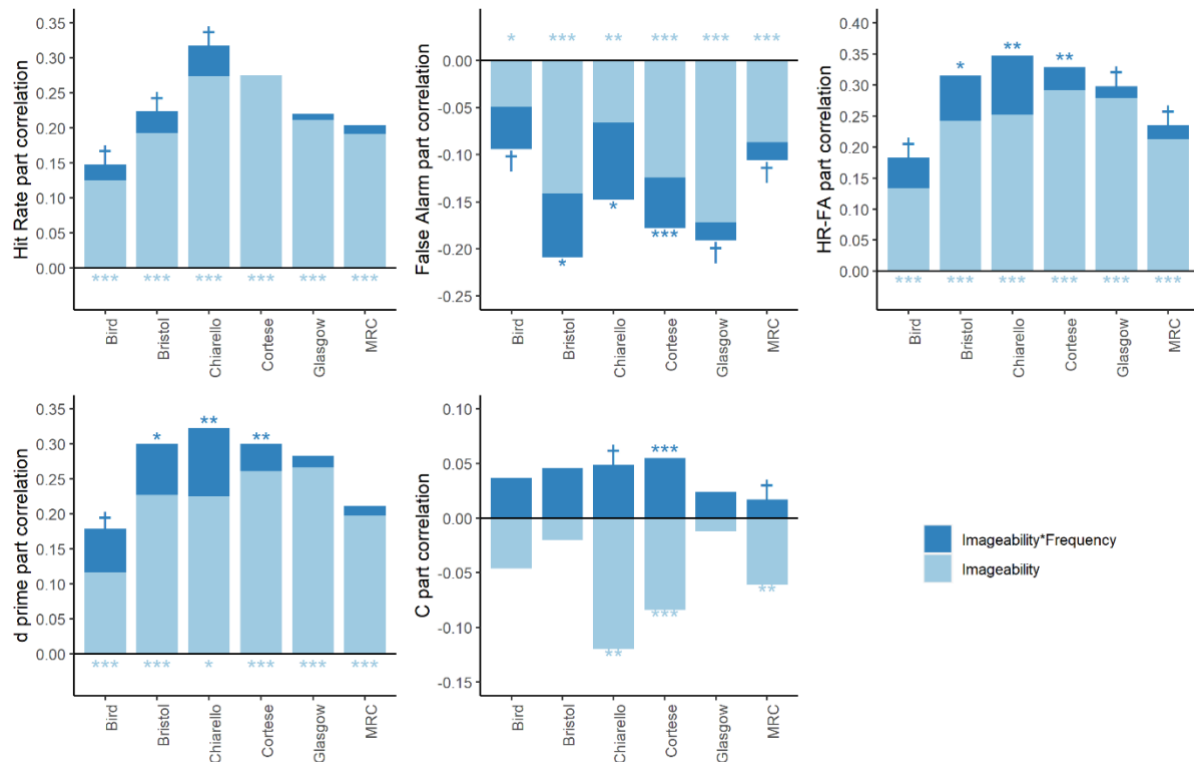 Hit Rate part correlation
0.35
0.30
0.25
0.20
0.15
0.10
0.05
0.00
†
†
†
*** *** *** *** *** ***
Bird
Bristol
Chiarello
Cortese
Glasgow
MRC
False Alarm part correlation
* *** ** *** *** ***
0.00
-0.05
-0.10
-0.15
-0.20
-0.25
†
*
*
***
†
†
Bird
Bristol
Chiarello
Cortese
Glasgow
MRC
HR-FA part correlation
0.40
0.35
0.30
0.25
0.20
0.15
0.10
0.05
0.00
†
*
**
**
†
†
*** *** *** *** *** ***
Bird
Bristol
Chiarello
Cortese
Glasgow
MRC
d prime part correlation
0.35
0.30
0.25
0.20
0.15
0.10
0.05
0.00
†
*
**
**
*** *** * *** *** ***
Bird
Bristol
Chiarello
Cortese
Glasgow
MRC
C part correlation
0.10
0.05
0.00
-0.05
-0.10
-0.15
†
***
†
**
***
**
Bird
Bristol
Chiarello
Cortese
Glasgow
MRC
Imageability*Frequency
Imageability